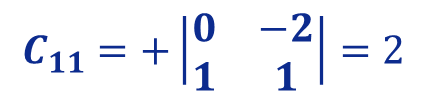 C₁₁ = + |0 −2| = 2
|1 1|